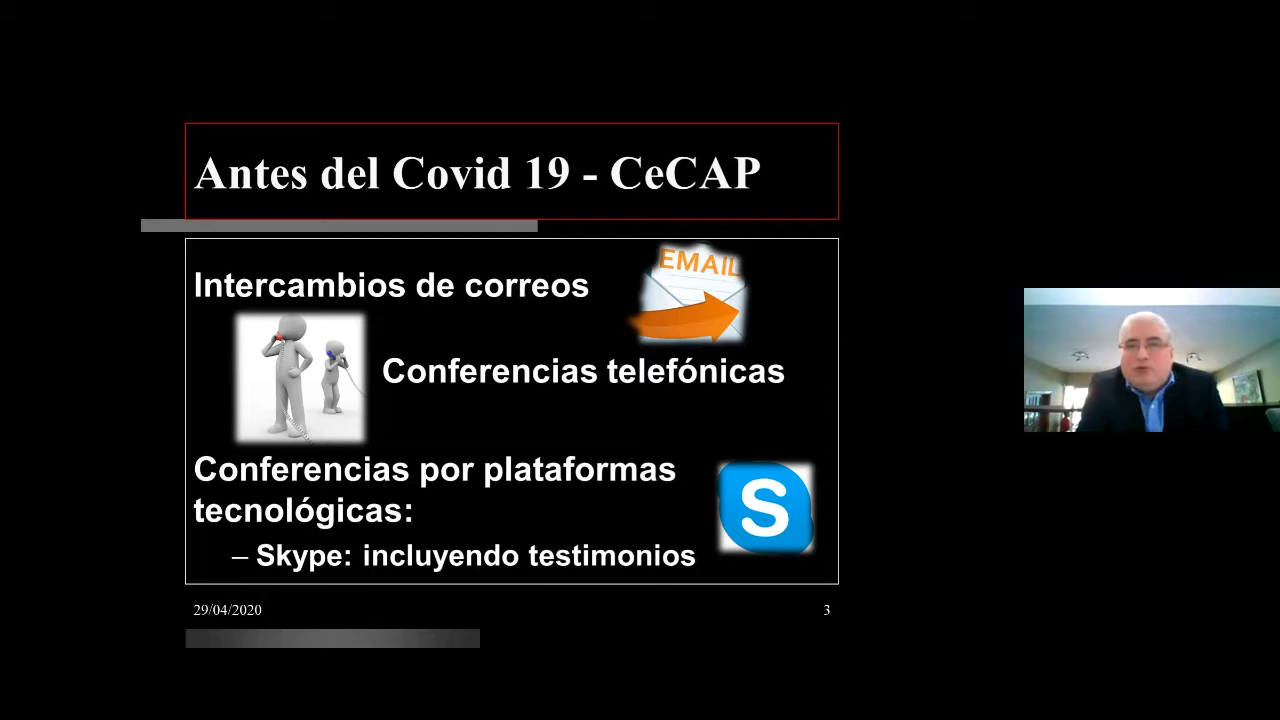 Antes del Covid 19 - CeCAP
Intercambios de correos
EMAIL
Conferencias telefónicas
Conferencias por plataformas
tecnológicas:
– Skype: incluyendo testimonios
S
29/04/2020
3